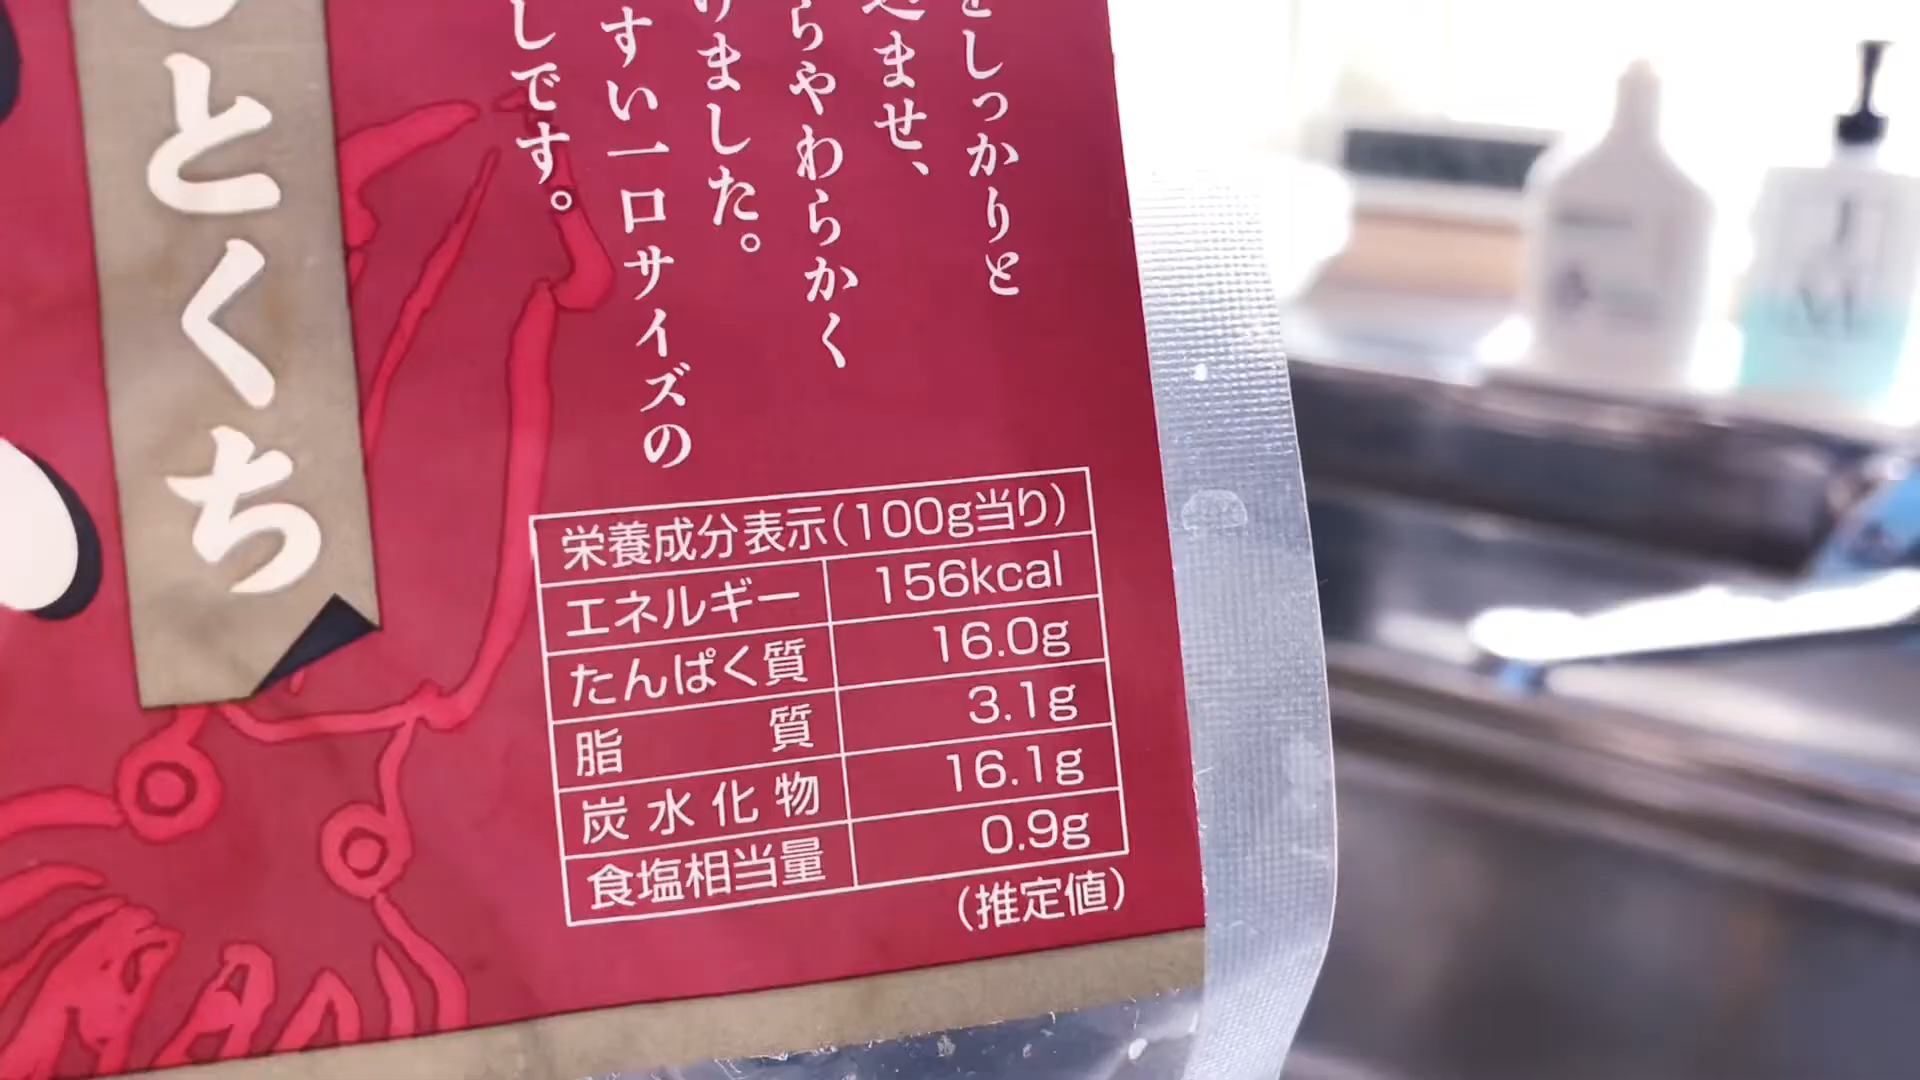 としっかりと
込ませ、
らやわらかく
けました。
すい一口サイズの
しです。
とくち
栄養成分表示(100g当り)
エネルギー 156kcal
たんぱく質 16.0g
脂質 3.1g
炭水化物 16.1g
食塩相当量 0.9g
(推定値)